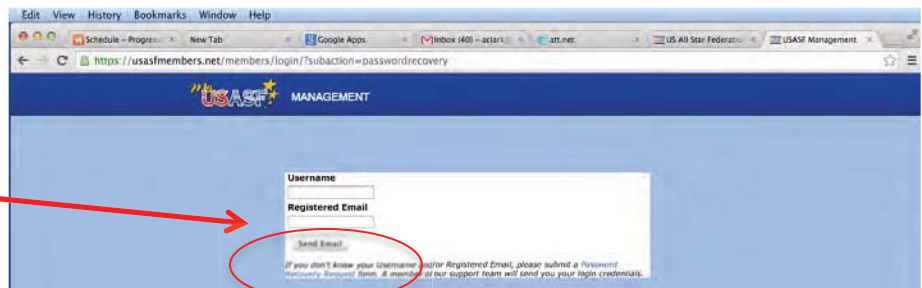 Edit View History Bookmarks Window Help
Schedule – Progress New Tab Google Apps Inbox (40) – aclark att.net US All Star Federatio USASF Management
https://usasfmembers.net/members/login/?subaction=passwordrecovery
my USASF MANAGEMENT
Username
Registered Email
Send Email
If you don't know your Username and/or Registered Email, please submit a Password
Recovery Request form. A member of our support team will send you your login credentials.